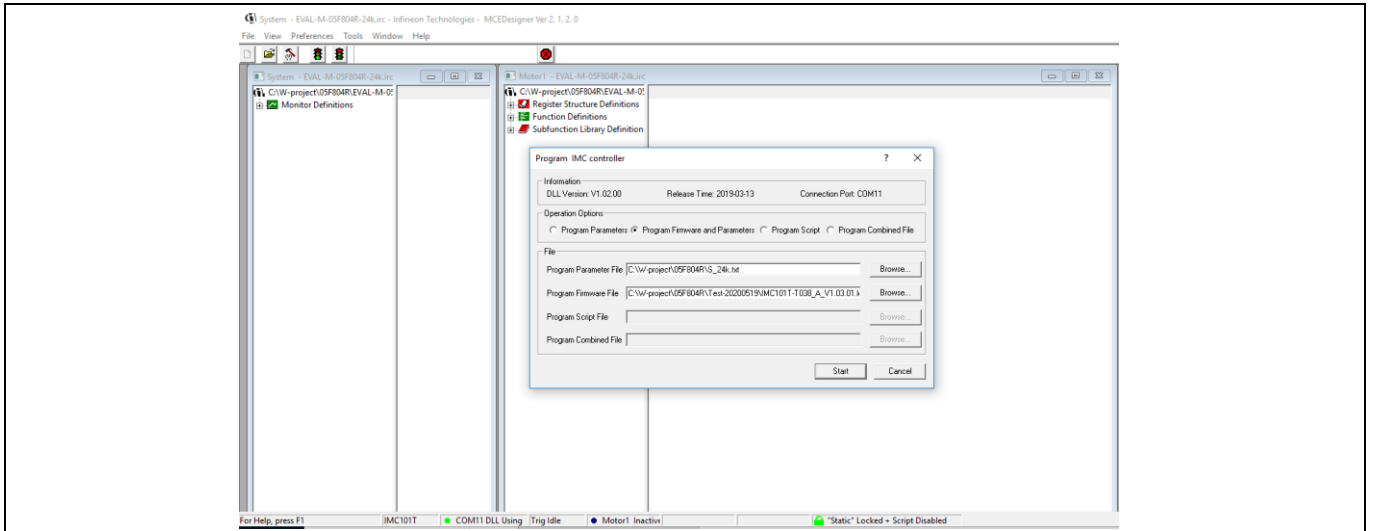 System - EVAL-M-05F804R-24k.irc - Infineon Technologies - MCEDesigner Ver 2. 1. 2. 0
File View Preferences Tools Window Help
System - EVAL-M-05F804R-24k.irc
C:\W-project\05F804R\EVAL-M-05
Monitor Definitions
Motor1 - EVAL-M-05F804R-24k.irc
C:\W-project\05F804R\EVAL-M-05
Register Structure Definitions
Function Definitions
Subfunction Library Definition
Program IMC controller
? X
Information
DLL Version: V1.02.00 Release Time: 2019-03-13 Connection Port: COM11
Operation Options
Program Parameters Program Firmware and Parameters Program Script Program Combined File
File
Program Parameter File C:\W-project\05F804R\S_24k.txt Browse...
Program Firmware File C:\W-project\05F804R\Test-20200519\IMC101T-T038_A_V1.03.01.l Browse...
Program Script File Browse...
Program Combined File Browse...
Start Cancel
For Help, press F1 IMC101T COM11 DLL Using Trig Idle Motor1 Inactive "Static" Locked + Script Disabled